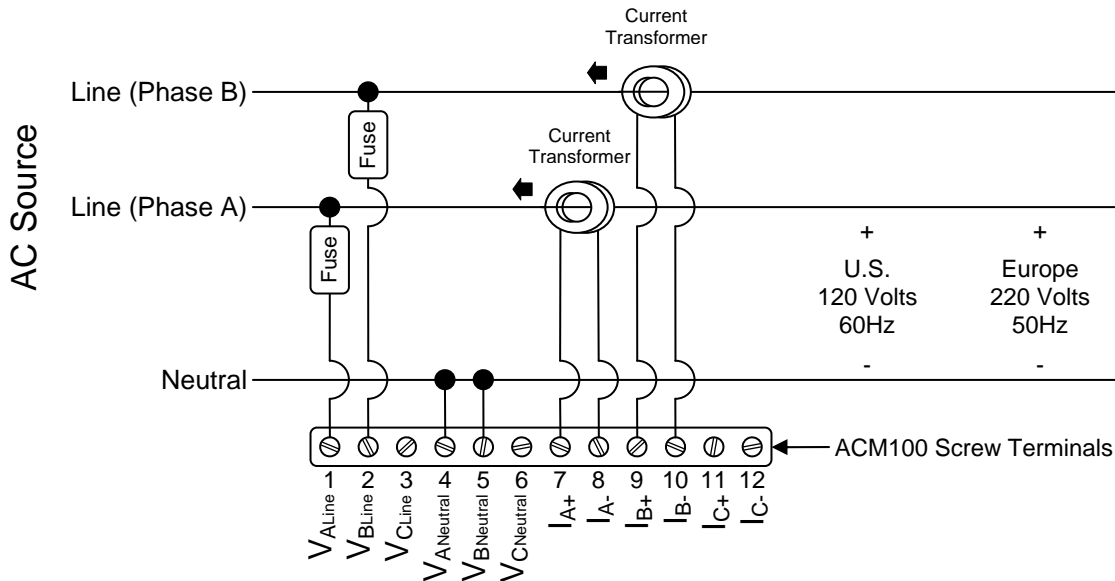 Current
Transformer
Line (Phase B)
Fuse
Current
Transformer
Line (Phase A)
Fuse
AC Source
+
+
U.S.
120 Volts
60Hz
Europe
220 Volts
50Hz
-
-
Neutral
ACM100 Screw Terminals
1 2 3 4 5 6 7 8 9 10 11 12
VALine
VBLine
VCLine
VANeutral
VBNeutral
VCNeutral
IA+
IA-
IB+
IB-
IC+
IC-